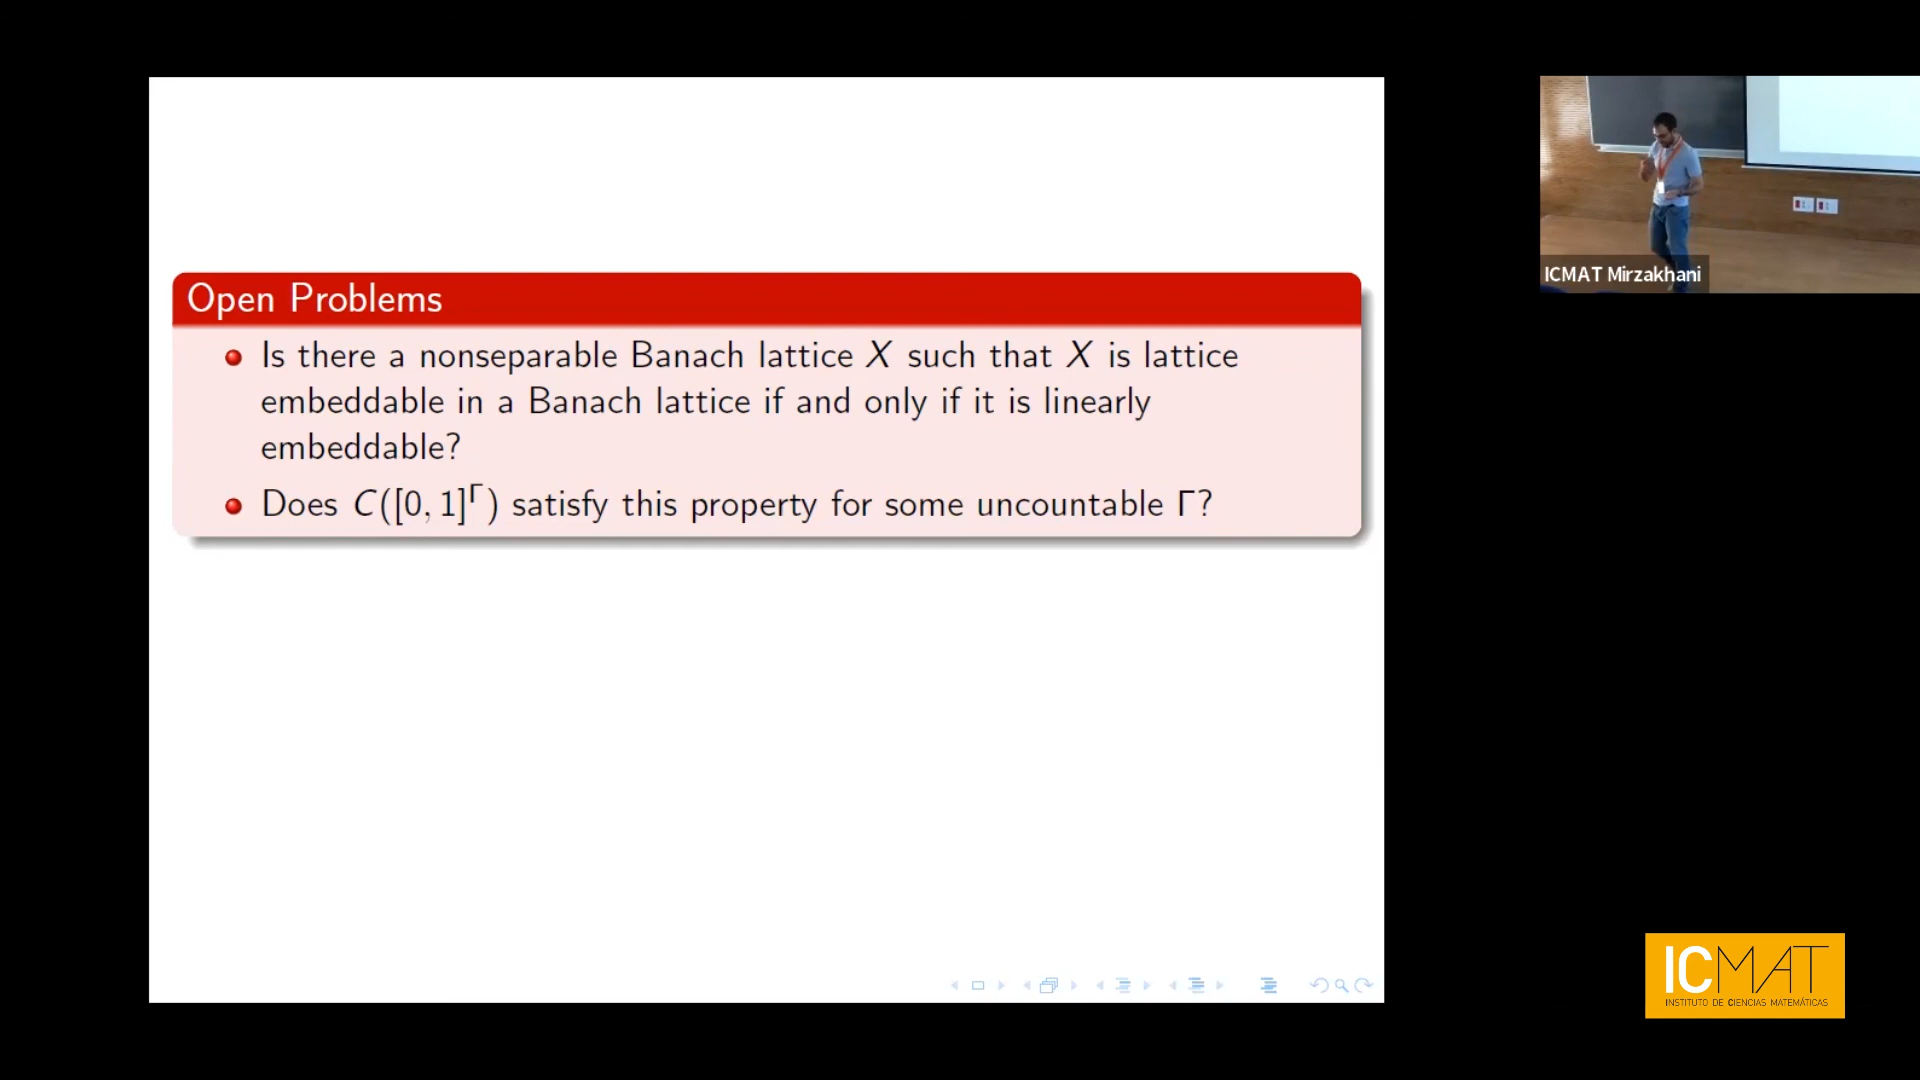 Open Problems
Is there a nonseparable Banach lattice X such that X is lattice
embeddable in a Banach lattice if and only if it is linearly
embeddable?
Does C([0, 1]^Γ) satisfy this property for some uncountable Γ?
ICMAT Mirzakhani
ICMAT
INSTITUTO DE CIENCIAS MATEMÁTICAS